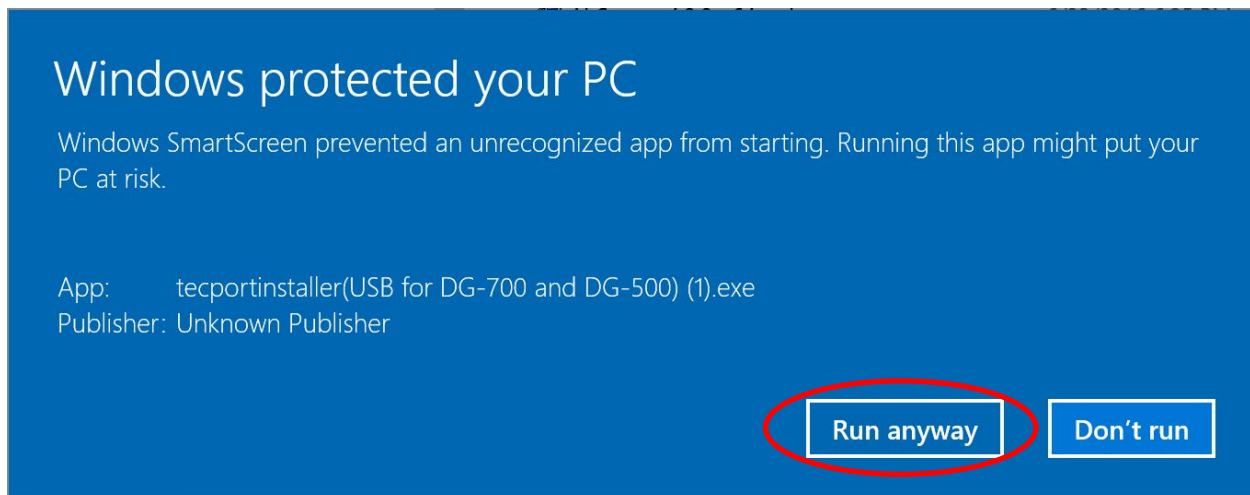 Windows protected your PC
Windows SmartScreen prevented an unrecognized app from starting. Running this app might put your
PC at risk.
App: tecportinstaller(USB for DG-700 and DG-500) (1).exe
Publisher: Unknown Publisher
Run anyway Don't run